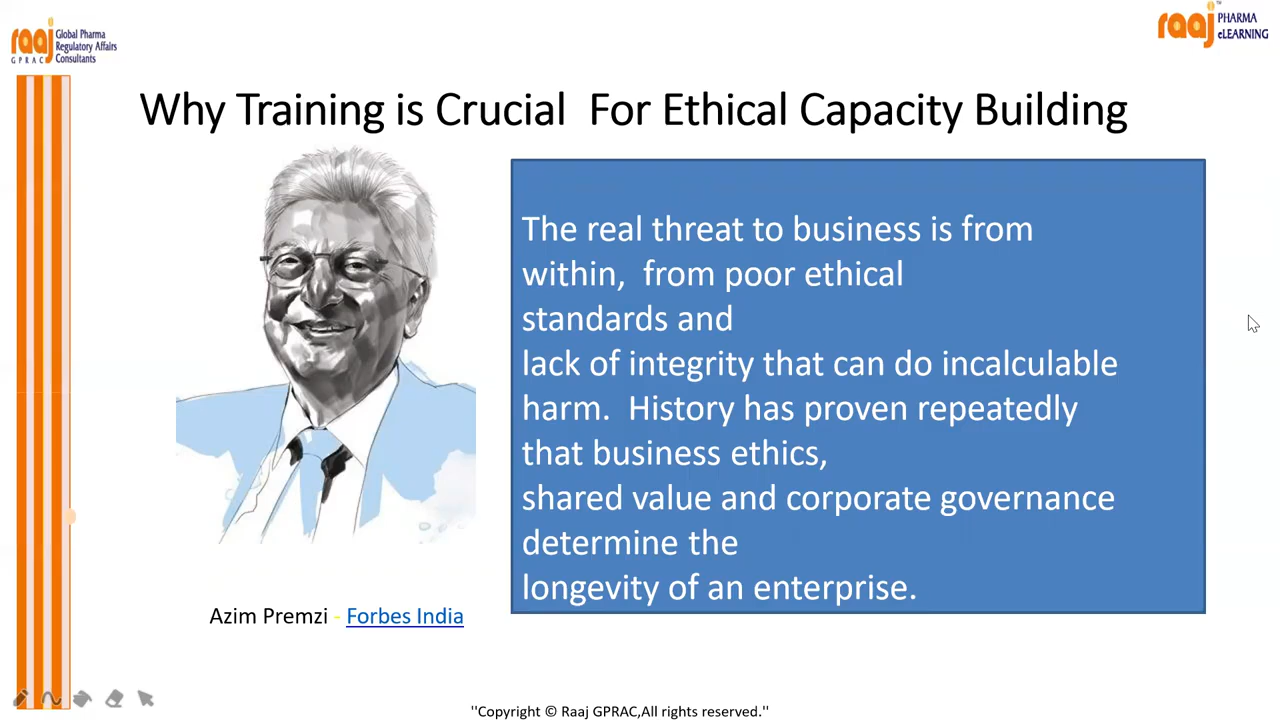 raaj Global Pharma
Regulatory Affairs
GPRAC Consultants
raaj PHARMA
™ eLEARNING
Why Training is Crucial For Ethical Capacity Building
The real threat to business is from
within, from poor ethical
standards and
lack of integrity that can do incalculable
harm. History has proven repeatedly
that business ethics,
shared value and corporate governance
determine the
longevity of an enterprise.
Azim Premzi - Forbes India
"Copyright © Raaj GPRAC,All rights reserved."